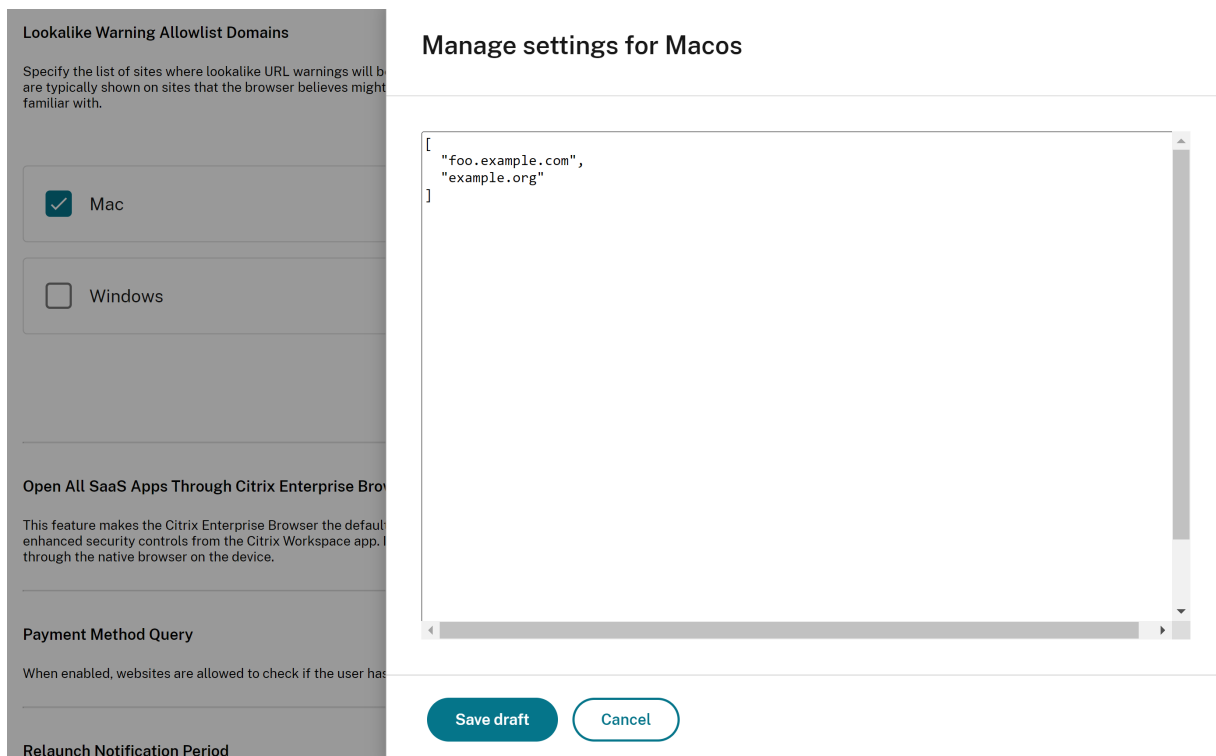 Lookalike Warning Allowlist Domains
Specify the list of sites where lookalike URL warnings will
are typically shown on sites that the browser believes might
familiar with.
Mac
Windows
Open All SaaS Apps Through Citrix Enterprise
This feature makes the Citrix Enterprise Browser the
enhanced security controls from the Citrix Workspace app.
through the native browser on the device.
Payment Method Query
When enabled, websites are allowed to check if the user has
Relaunch Notification Period
Manage settings for Macos
[
"foo.example.com",
"example.org"
]
Save draft
Cancel